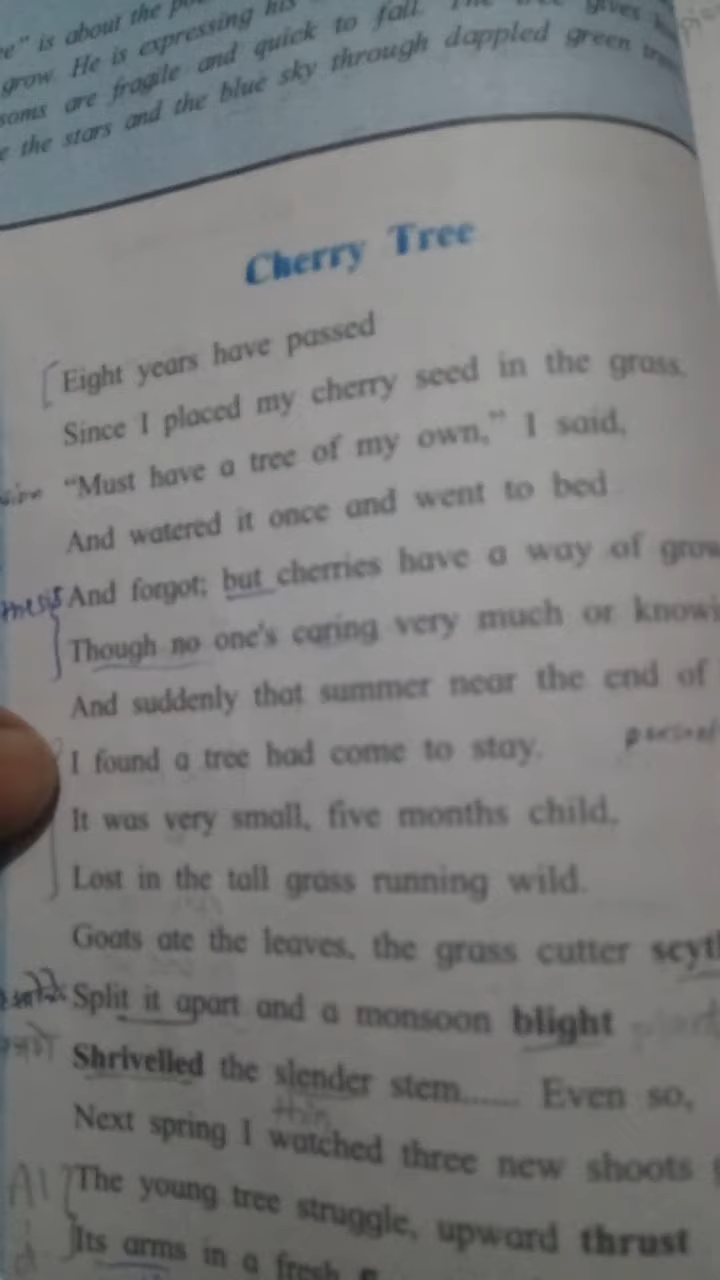 " is about the
grow. He is expressing his
soms are fragile and quick to fall. gives
the stars and the blue sky through dappled green
Cherry Tree
Eight years have passed
Since I placed my cherry seed in the grass.
"Must have a tree of my own," I said,
And watered it once and went to bed
And forgot; but cherries have a way of grow
Though no one's caring very much or knowi
And suddenly that summer near the end of
I found a tree had come to stay.
It was very small, five months child,
Lost in the tall grass running wild.
Goats ate the leaves, the grass cutter scyt
Split it apart and a monsoon blight
Shrivelled the slender stem...... Even so,
thin
Next spring I watched three new shoots
The young tree struggle, upward thrust
Its arms in a fresh